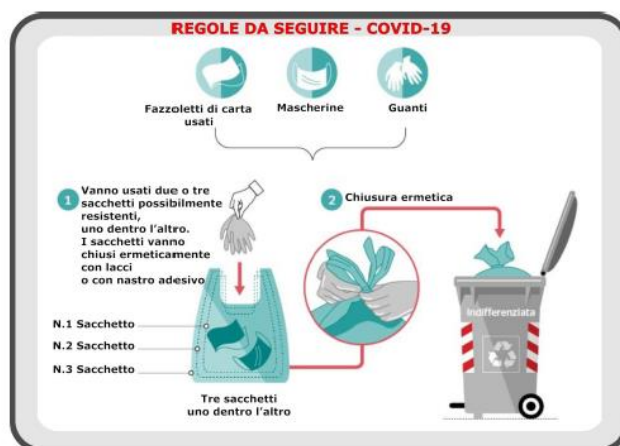 REGOLE DA SEGUIRE - COVID-19
Fazzoletti di carta
usati
Mascherine
Guanti
1
Vanno usati due o tre
sacchetti possibilmente
resistenti,
uno dentro l'altro.
I sacchetti vanno
chiusi ermeticamente
con lacci
o con nastro adesivo
N.1 Sacchetto
N.2 Sacchetto
N.3 Sacchetto
Tre sacchetti
uno dentro l'altro
2
Chiusura ermetica
Indifferenziata